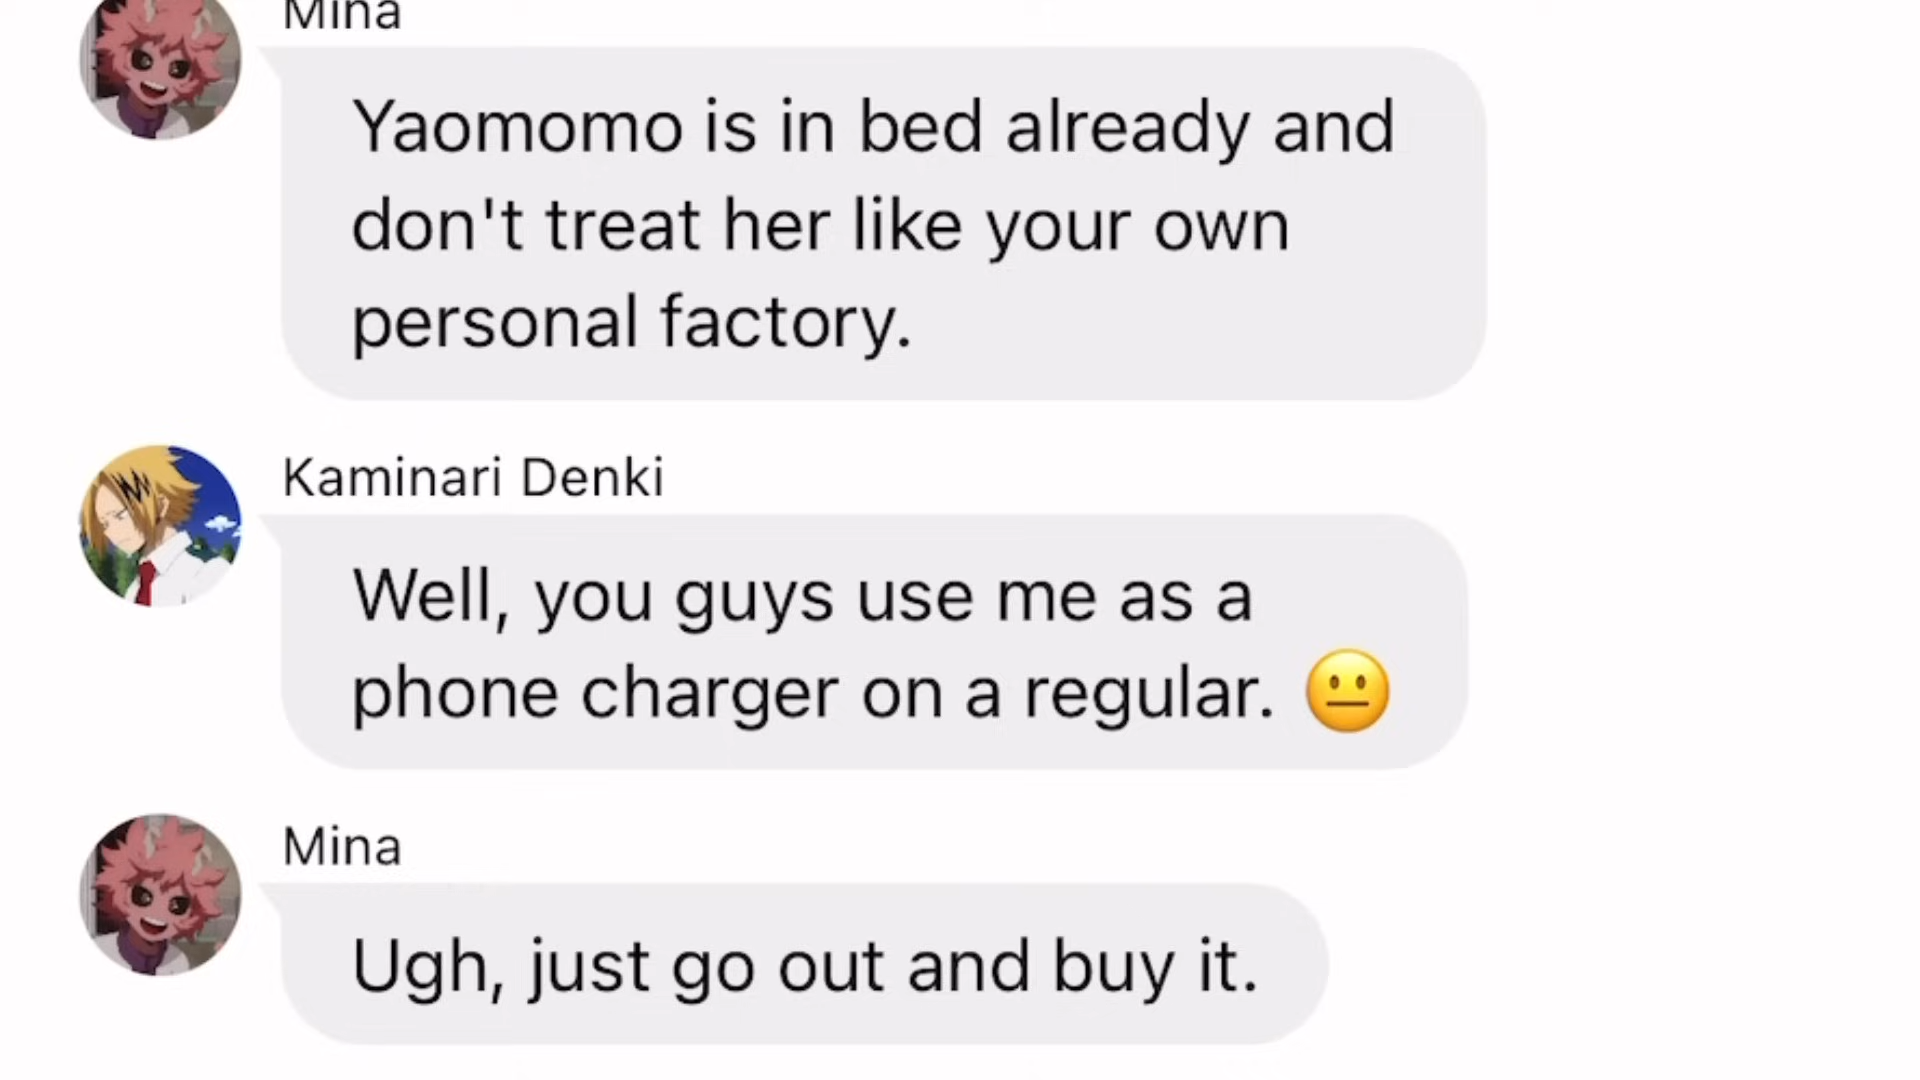 Mina
Yaomomo is in bed already and
don't treat her like your own
personal factory.
Kaminari Denki
Well, you guys use me as a
phone charger on a regular. 😐
Mina
Ugh, just go out and buy it.